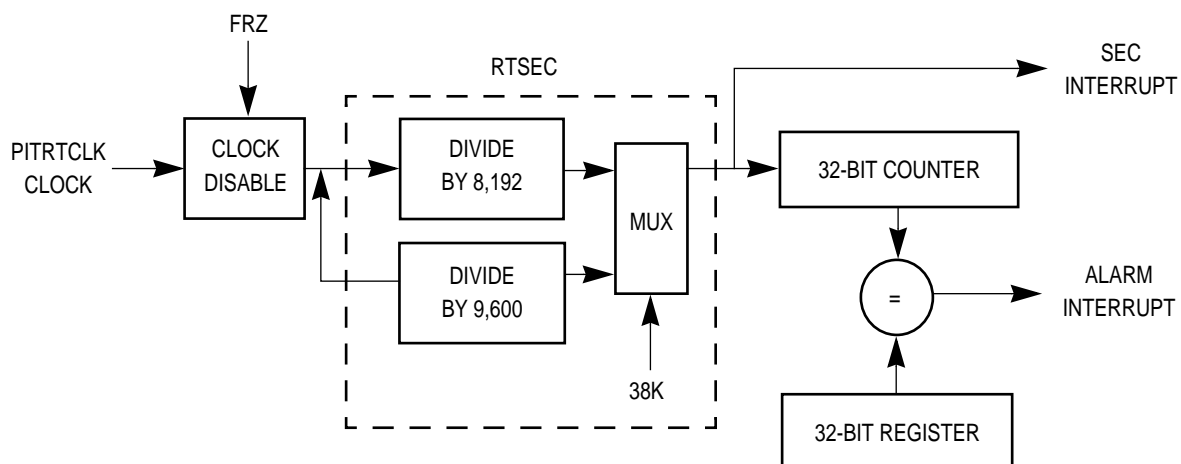 FRZ
RTSEC
SEC
INTERRUPT
PITRTCLK
CLOCK
CLOCK
DISABLE
DIVIDE
BY 8,192
MUX
32-BIT COUNTER
DIVIDE
BY 9,600
=
ALARM
INTERRUPT
38K
32-BIT REGISTER